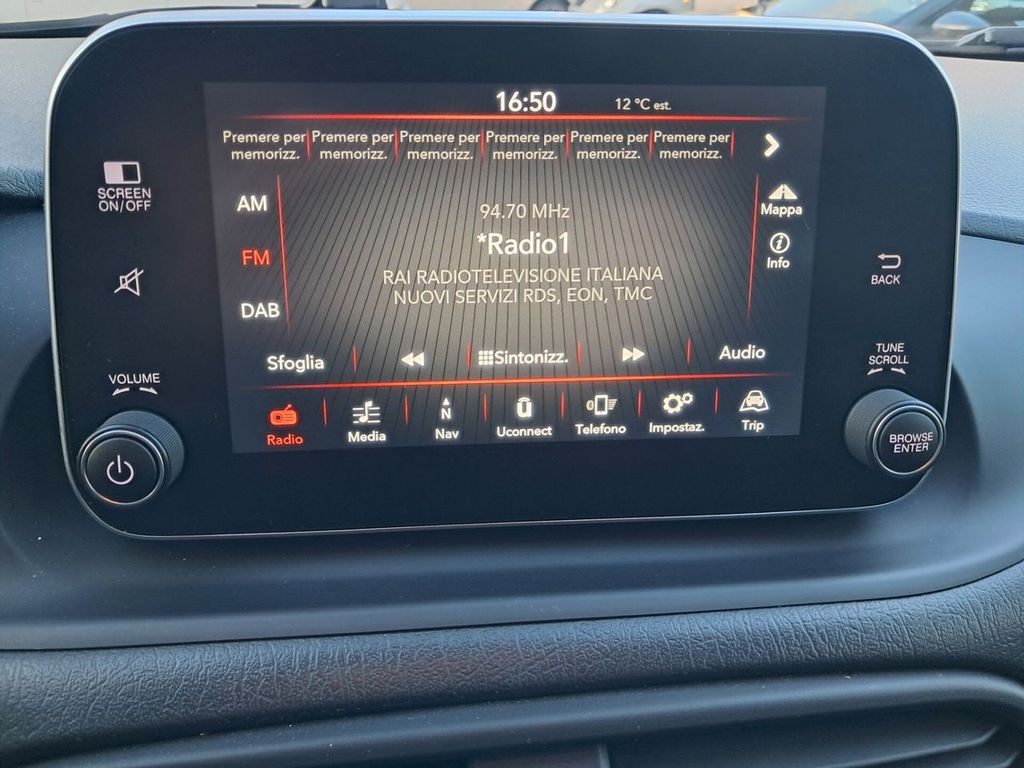 16:50
12 °C est.
Premere per memorizz.
Premere per memorizz.
Premere per memorizz.
Premere per memorizz.
Premere per memorizz.
Premere per memorizz.
SCREEN
ON/OFF
AM
FM
DAB
94.70 MHz
*Radio1
RAI RADIOTELEVISIONE ITALIANA
NUOVI SERVIZI RDS, EON, TMC
Mappa
Info
BACK
Sfoglia
Sintonizz.
Audio
VOLUME
TUNE
SCROLL
Radio
Media
N
Nav
Uconnect
Telefono
Impostaz.
Trip
BROWSE
ENTER